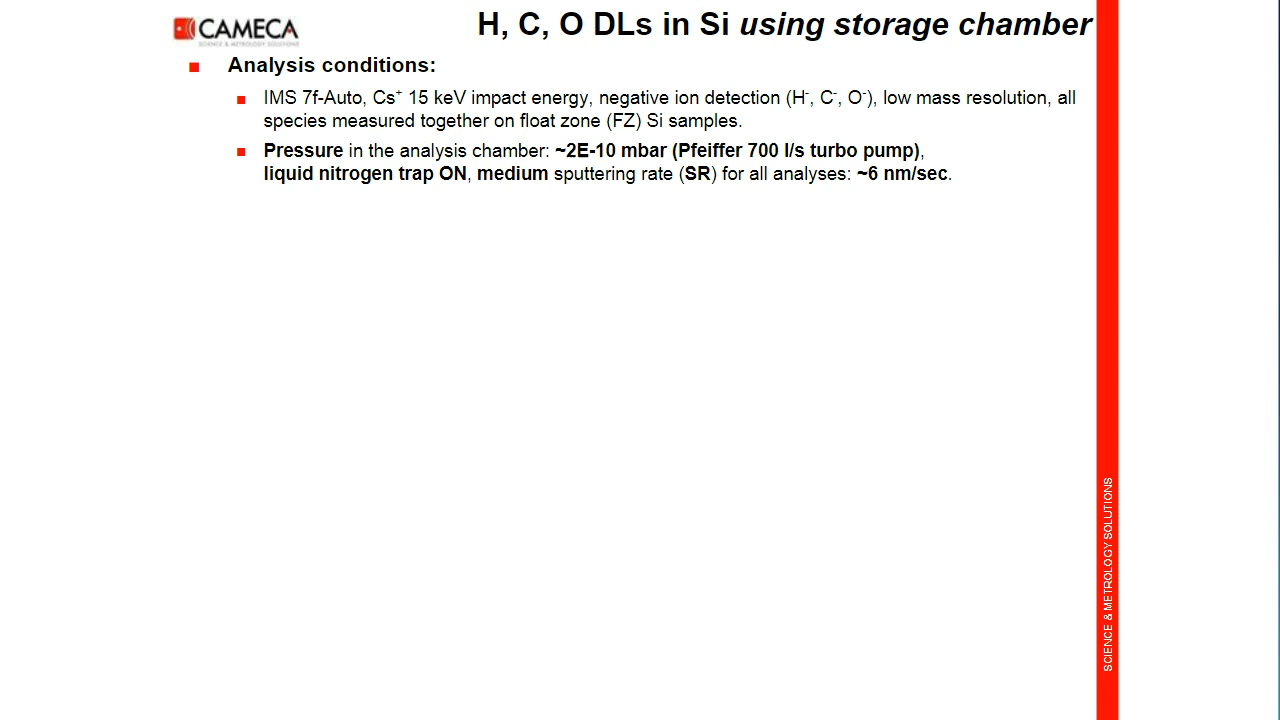 CAMECA
SCIENCE & METROLOGY SOLUTIONS
H, C, O DLs in Si using storage chamber
■ Analysis conditions:
■ IMS 7f-Auto, Cs⁺ 15 keV impact energy, negative ion detection (H⁻, C⁻, O⁻), low mass resolution, all
species measured together on float zone (FZ) Si samples.
■ Pressure in the analysis chamber: ~2E-10 mbar (Pfeiffer 700 l/s turbo pump),
liquid nitrogen trap ON, medium sputtering rate (SR) for all analyses: ~6 nm/sec.
SCIENCE & METROLOGY SOLUTIONS